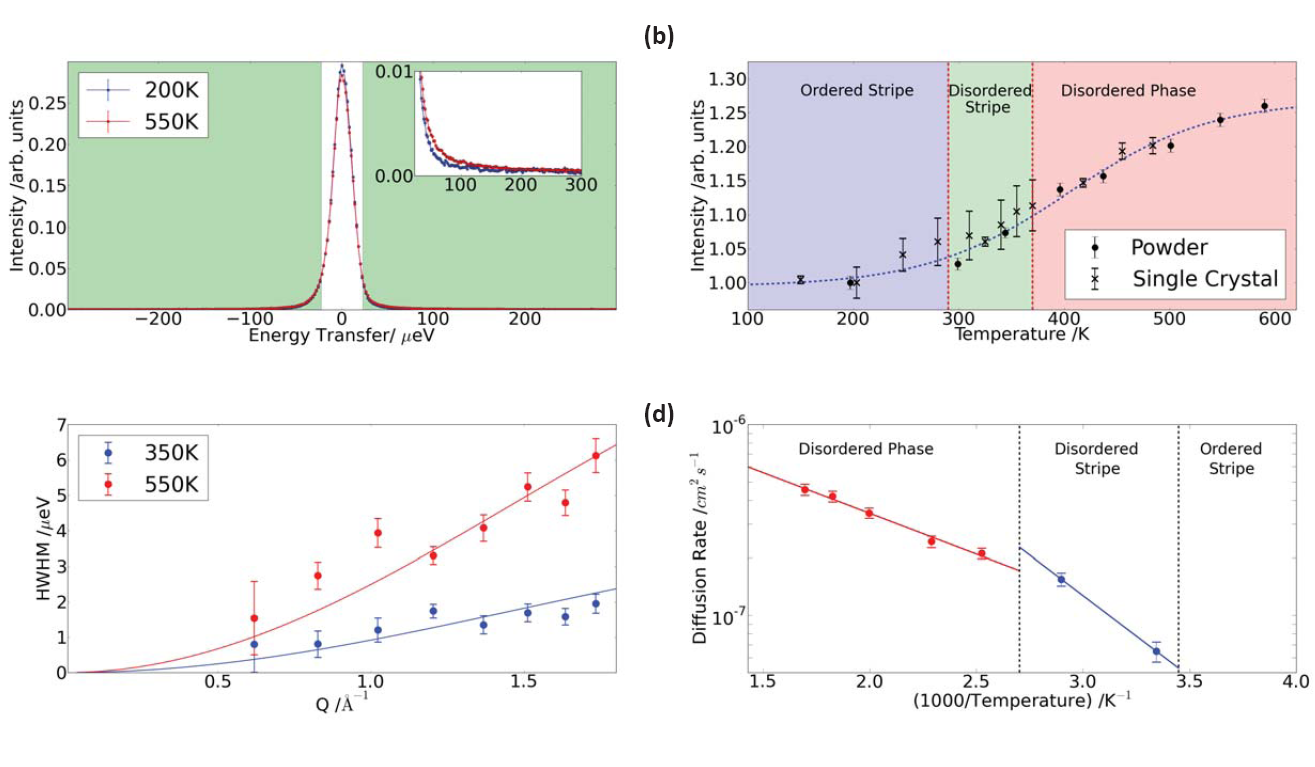 (b)
200K
550K
0.25
0.20
0.15
0.10
0.05
0.00
Intensity /arb. units
−200
−100
0
100
200
Energy Transfer/ μeV
0.01
0.00
100
200
300
1.30
1.25
1.20
1.15
1.10
1.05
1.00
Intensity /arb. units
Ordered Stripe
Disordered
Stripe
Disordered Phase
Powder
Single Crystal
100
200
300
400
500
600
Temperature /K
(d)
7
6
5
4
3
2
1
0
HWHM /μeV
350K
550K
0.5
1.0
1.5
Q /Å⁻¹
10⁻⁶
10⁻⁷
Diffusion Rate /cm² s⁻¹
Disordered Phase
Disordered
Stripe
Ordered
Stripe
1.5
2.0
2.5
3.0
3.5
4.0
(1000/Temperature) /K⁻¹